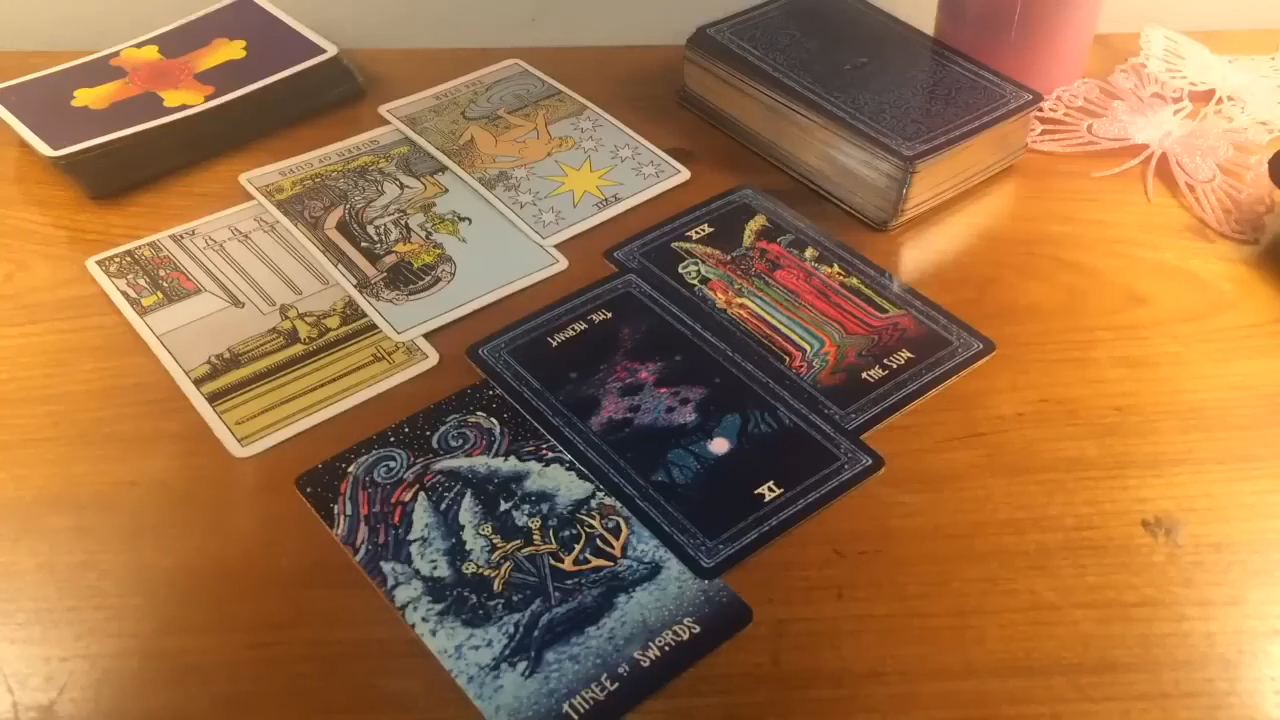 THE STAR
XVII
QUEEN OF CUPS
IV
XIX
THE SUN
THE HERMIT
IX
THREE of SWORDS